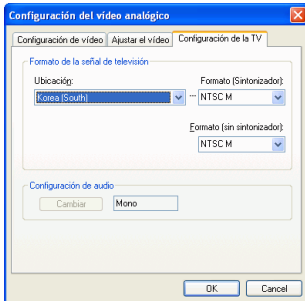 Configuración del vídeo analógico
Configuración de vídeo Ajustar el vídeo Configuración de la TV
Formato de la señal de televisión
Ubicación: Formato (Sintonizador):
Korea (South) --- NTSC M
Formato (sin sintonizador):
NTSC M
Configuración de audio
Cambiar Mono
OK Cancel